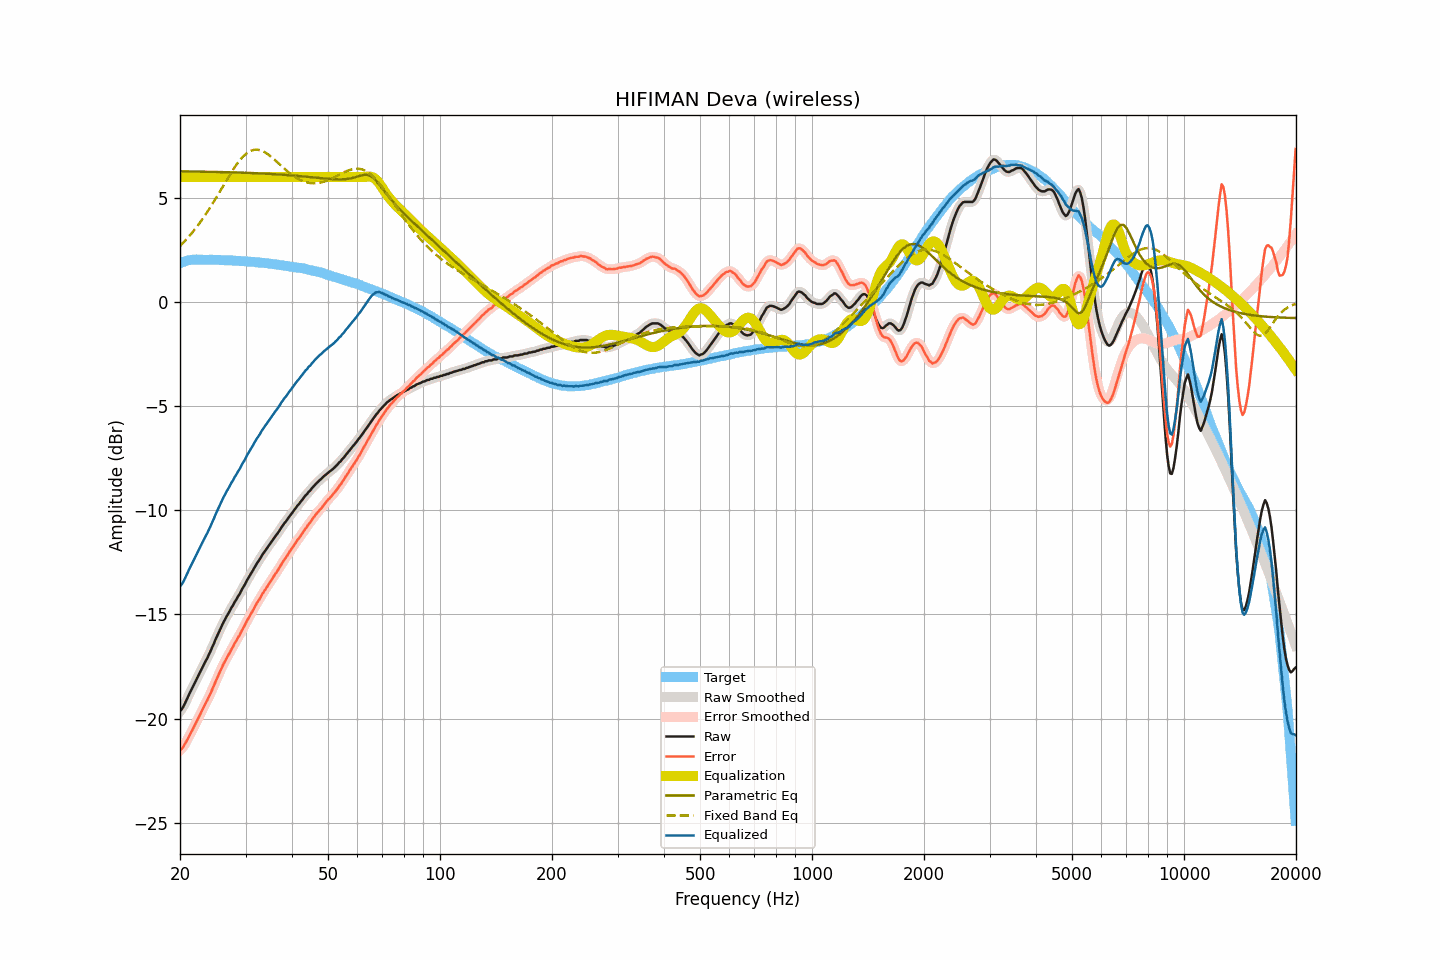 HIFIMAN Deva (wireless)
Amplitude (dBr)
5
0
−5
−10
−15
−20
−25
Target
Raw Smoothed
Error Smoothed
Raw
Error
Equalization
Parametric Eq
Fixed Band Eq
Equalized
20 50 100 200 500 1000 2000 5000 10000 20000
Frequency (Hz)